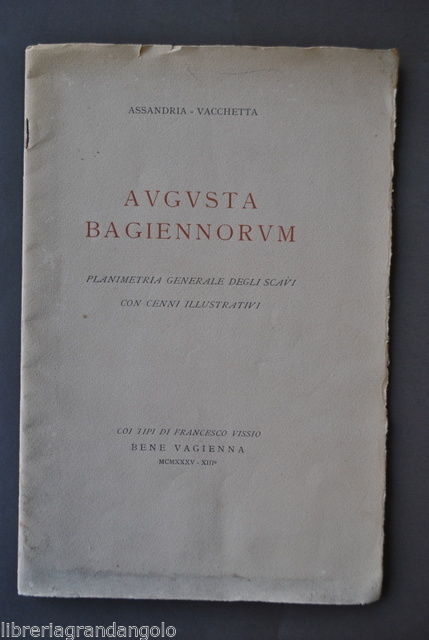 ASSANDRIA - VACCHETTA
AVGVSTA
BAGIENNORVM
PLANIMETRIA GENERALE DEGLI SCAVI
CON CENNI ILLUSTRATIVI
COI TIPI DI FRANCESCO VISSIO
BENE VAGIENNA
MCMXXXV - XIIIº
libreriagrandangolo